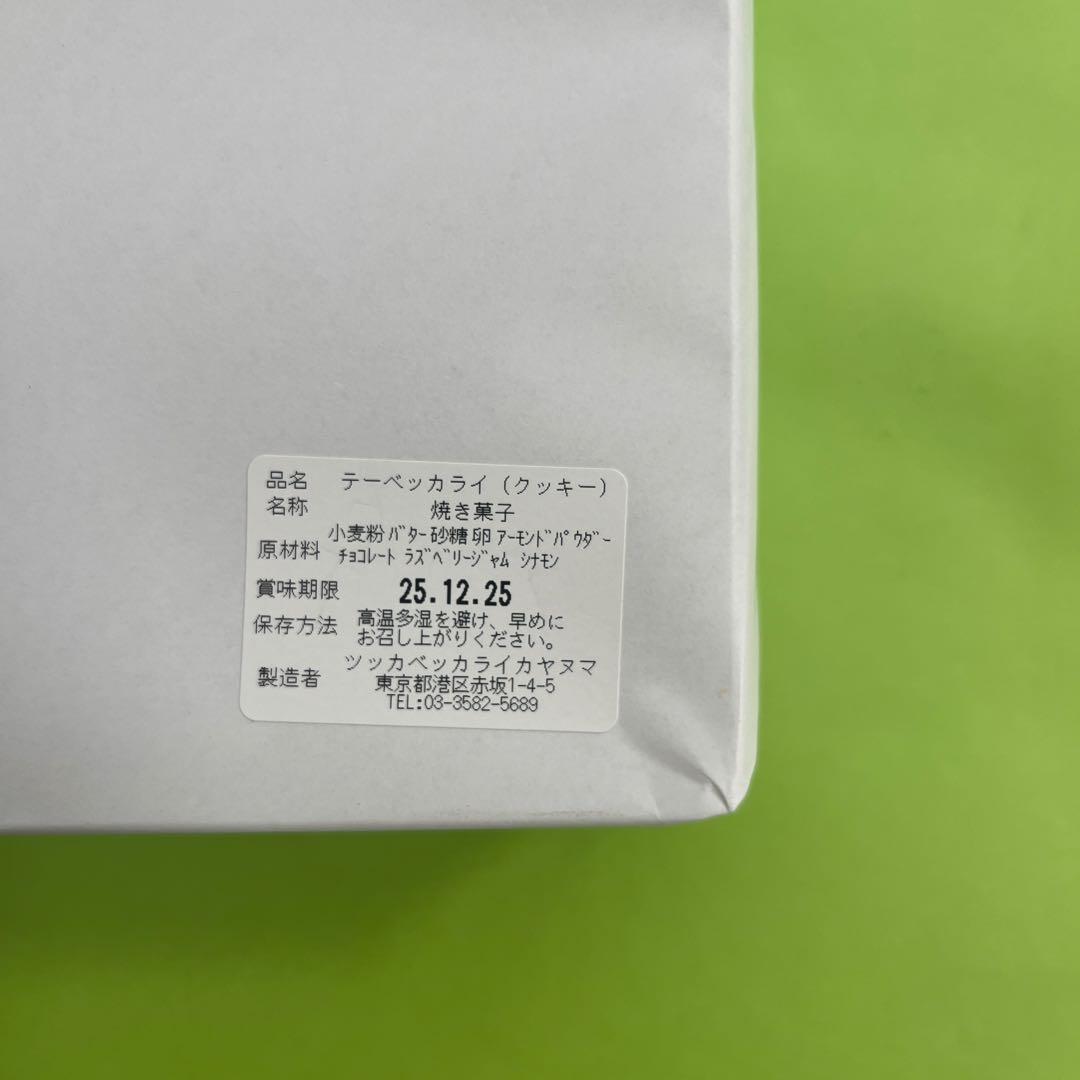 品名 テーベッカライ（クッキー）
名称 焼き菓子
原材料 小麦粉 ﾊﾞﾀｰ 砂糖 卵 ｱｰﾓﾝﾄﾞﾊﾟｳﾀﾞｰ
ﾁｮｺﾚｰﾄ ﾗｽﾞﾍﾞﾘｰｼﾞｬﾑ ｼﾅﾓﾝ
賞味期限 25.12.25
保存方法 高温多湿を避け、早めに
お召し上がりください。
製造者 ツッカベッカライカヤヌマ
東京都港区赤坂1-4-5
TEL:03-3582-5689